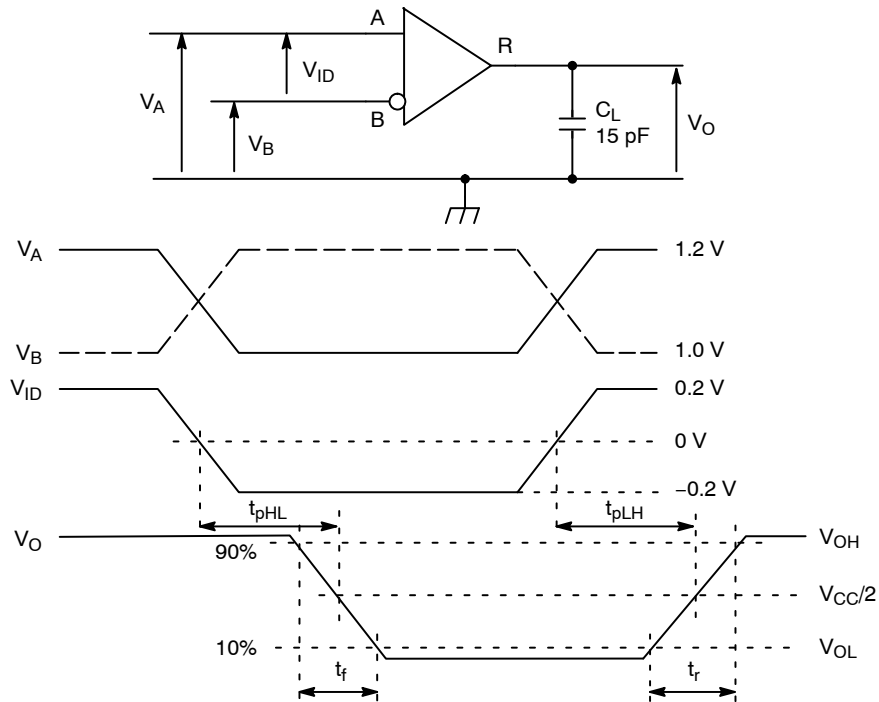 A
R
V_ID
V_A
B
V_B
C_L
15 pF
V_O
V_A
1.2 V
V_B
1.0 V
V_ID
0.2 V
0 V
−0.2 V
t_pHL
t_pLH
V_O
90%
V_OH
V_CC/2
10%
V_OL
t_f
t_r